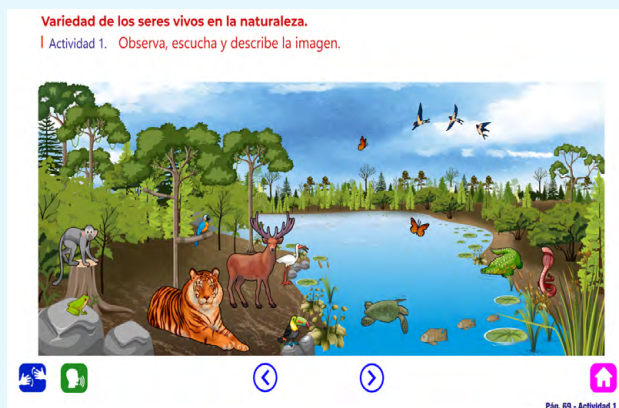 Variedad de los seres vivos en la naturaleza.
Actividad 1. Observa, escucha y describe la imagen.
Pág. 69 - Actividad 1